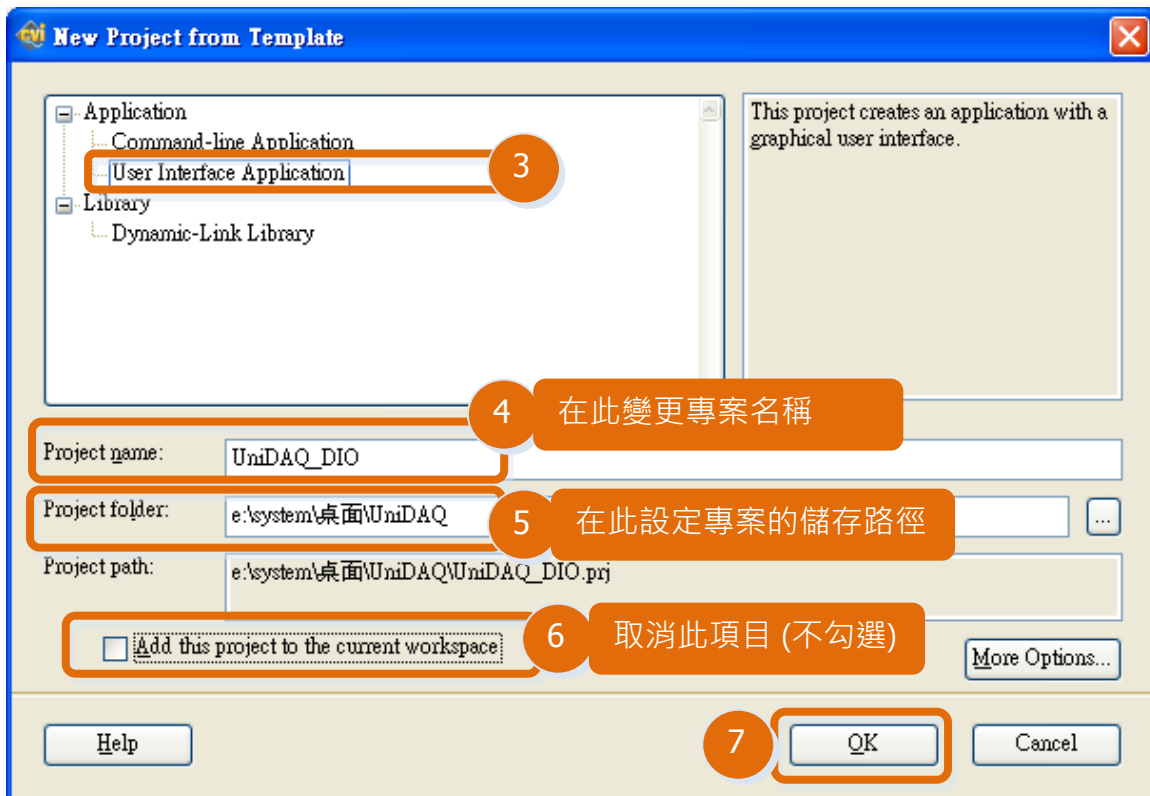 CVI New Project from Template
Application
Command-line Application
User Interface Application
3
Library
Dynamic-Link Library
This project creates an application with a
graphical user interface.
4 在此變更專案名稱
Project name:
UniDAQ_DIO
Project folder:
e:\system\桌面\UniDAQ
5 在此設定專案的儲存路徑
...
Project path:
e:\system\桌面\UniDAQ\UniDAQ_DIO.prj
Add this project to the current workspace
6 取消此項目 (不勾選)
More Options...
Help
7
OK
Cancel